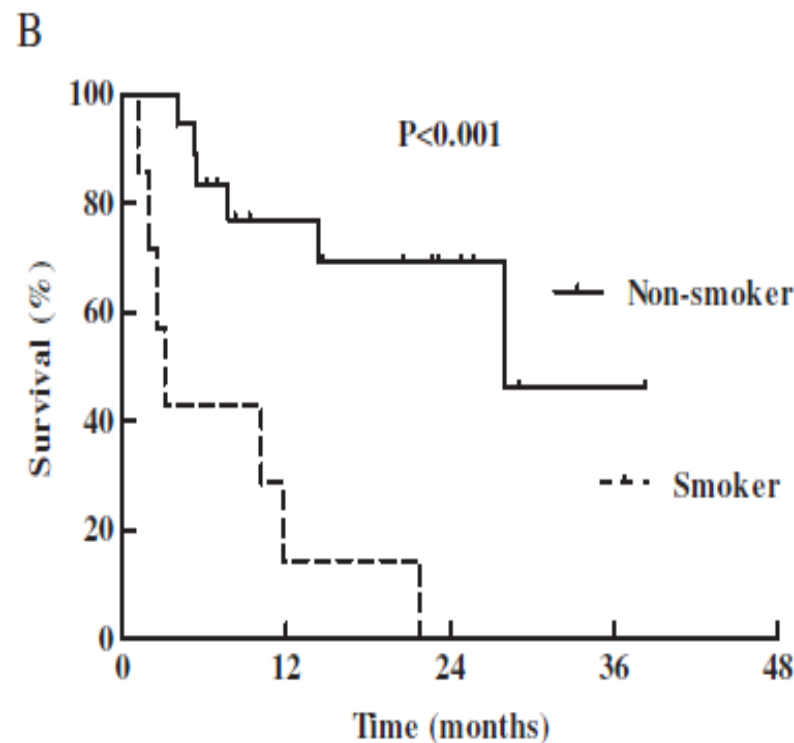 B
100
80
60
40
20
0
0 12 24 36 48
P<0.001
Non-smoker
Smoker
Survival (%)
Time (months)